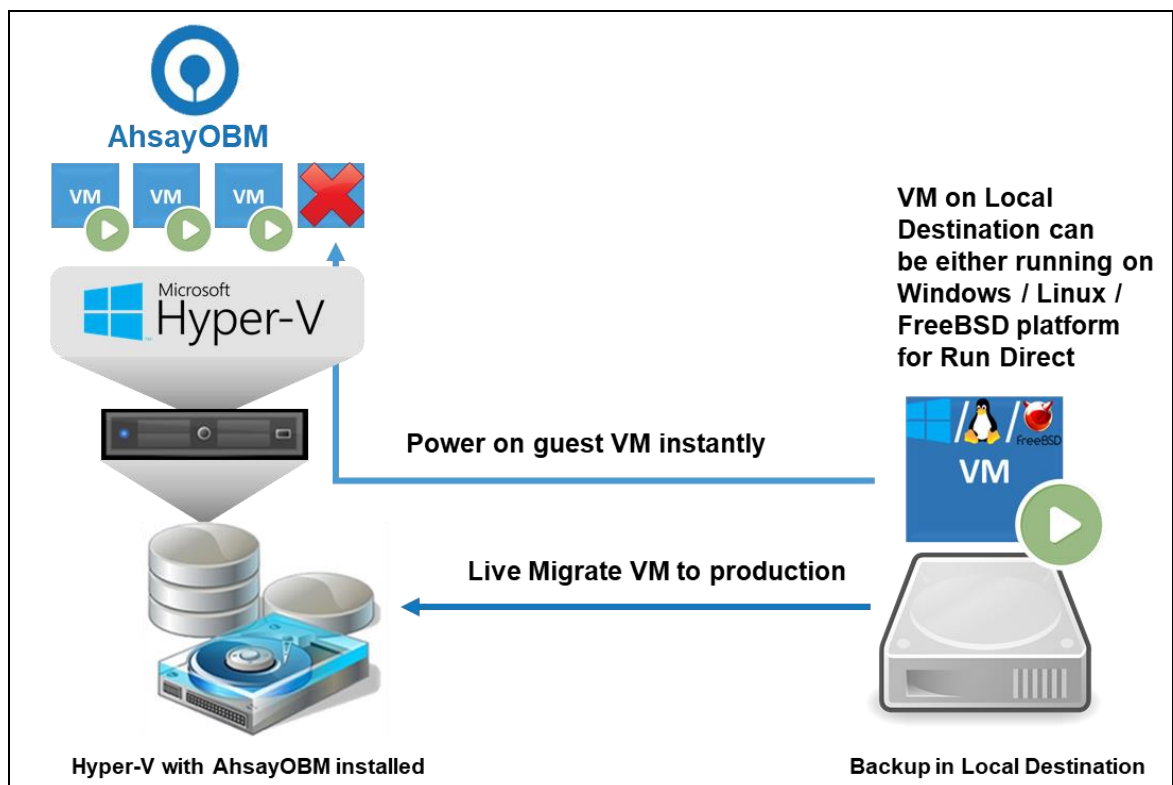 AhsayOBM
VM
VM
VM
Microsoft
Hyper-V
VM on Local
Destination can
be either running on
Windows / Linux /
FreeBSD platform
for Run Direct
/ /
FreeBSD
VM
Power on guest VM instantly
Live Migrate VM to production
Hyper-V with AhsayOBM installed
Backup in Local Destination